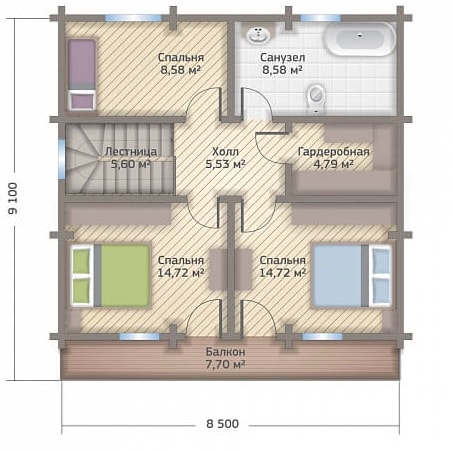 Спальня
8,58 м²
Санузел
8,58 м²
Лестница
5,60 м²
Холл
5,53 м²
Гардеробная
4,79 м²
9 100
Спальня
14,72 м²
Спальня
14,72 м²
Балкон
7,70 м²
8 500